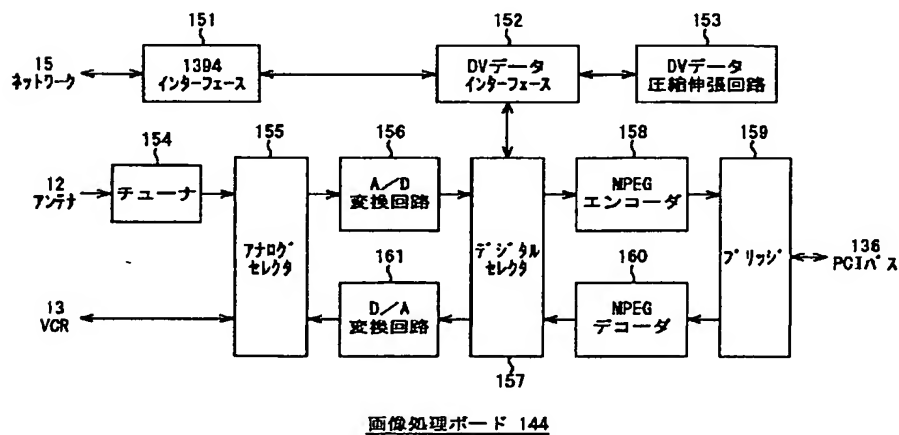 151
152
153
15
ネットワーク
1394
インターフェース
DVデータ
インターフェース
DVデータ
圧縮伸張回路
154
155
156
158
159
12
アンテナ
チューナ
アナログ
セレクタ
A/D
変換回路
デジタル
セレクタ
MPEG
エンコーダ
ブリッジ
136
PCIバス
161
160
13
VCR
D/A
変換回路
MPEG
デコーダ
157
画像処理ボード 144